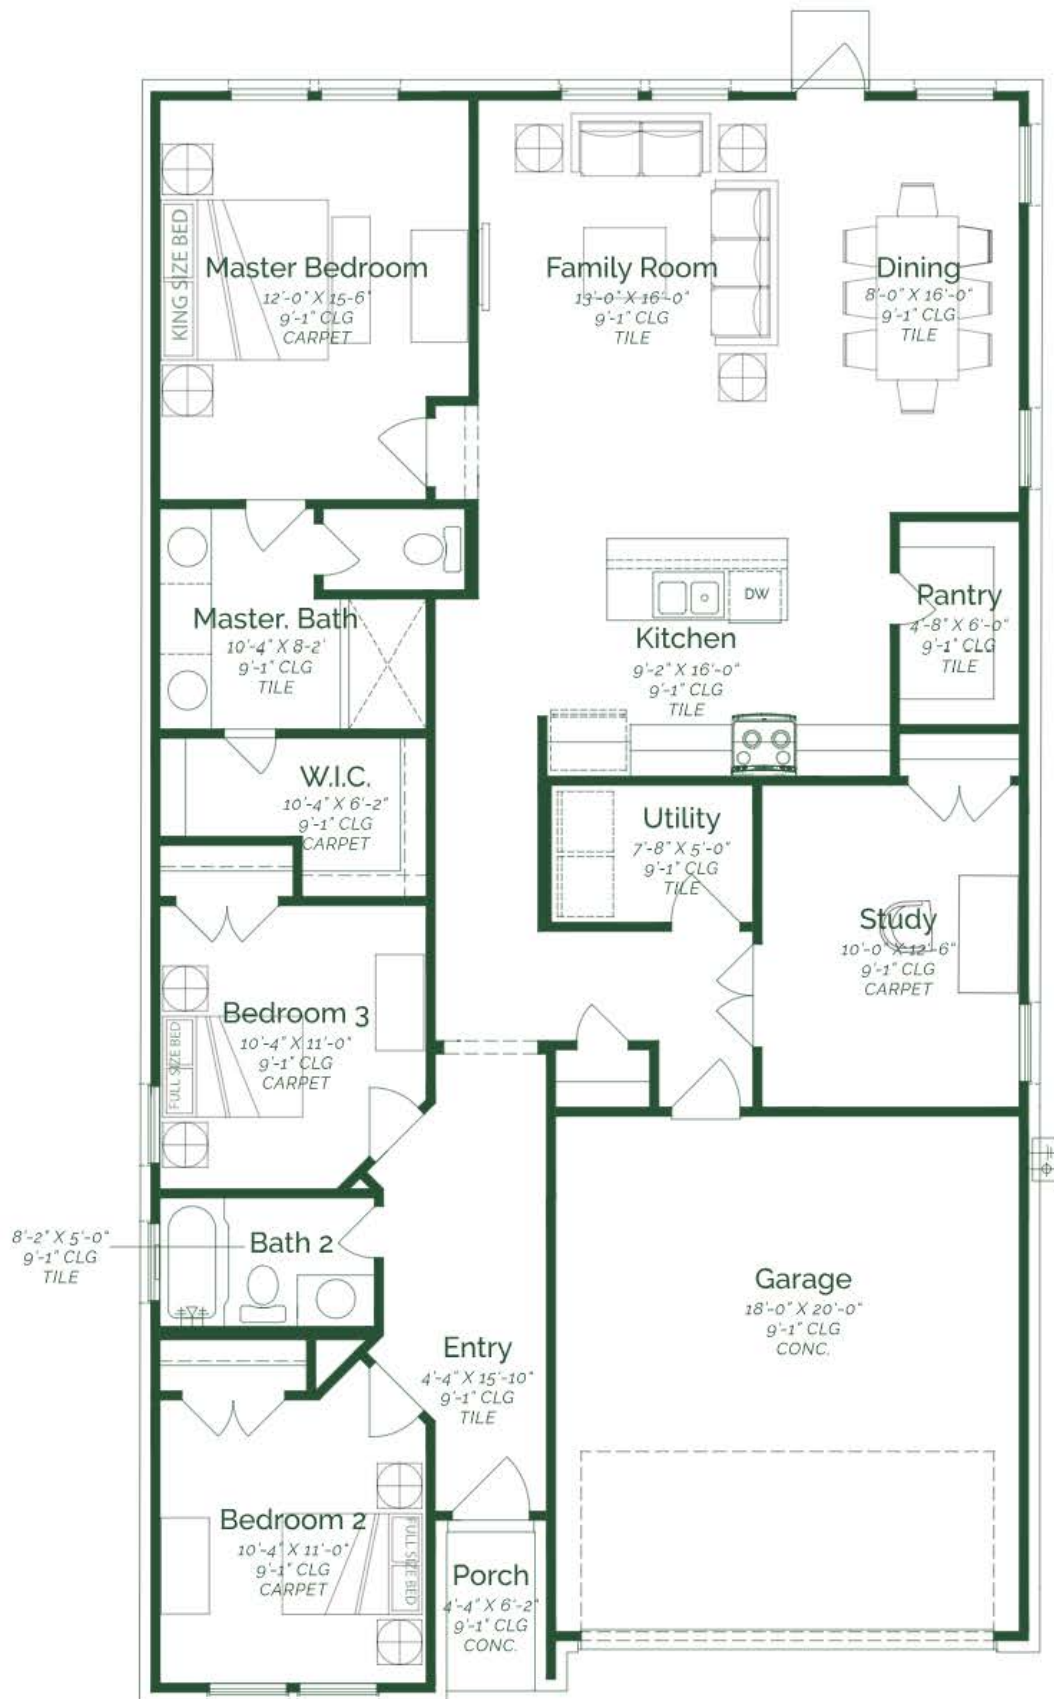 KING SIZE BED
Master Bedroom
12'-0" X 15-6"
9'-1" CLG
CARPET
Family Room
13'-0" X 16'-0"
9'-1" CLG
TILE
Dining
8'-0" X 16'-0"
9'-1" CLG
TILE
Master. Bath
10'-4" X 8-2'
9'-1" CLG
TILE
DW
Kitchen
9'-2" X 16'-0"
9'-1" CLG
TILE
Pantry
4'-8" X 6'-0"
9'-1" CLG
TILE
W.I.C.
10'-4" X 6'-2"
9'-1" CLG
CARPET
Utility
7'-8" X 5'-0"
9'-1" CLG
TILE
Study
10'-0" X 12'-6"
9'-1" CLG
CARPET
Bedroom 3
10'-4" X 11'-0"
9'-1" CLG
CARPET
FULL SIZE BED
8'-2" X 5'-0"
9'-1" CLG
TILE
Bath 2
Entry
4'-4" X 15'-10"
9'-1" CLG
TILE
Garage
18'-0" X 20'-0"
9'-1" CLG
CONC.
Bedroom 2
10'-4" X 11'-0"
9'-1" CLG
CARPET
FULL SIZE BED
Porch
4'-4" X 6'-2"
9'-1" CLG
CONC.